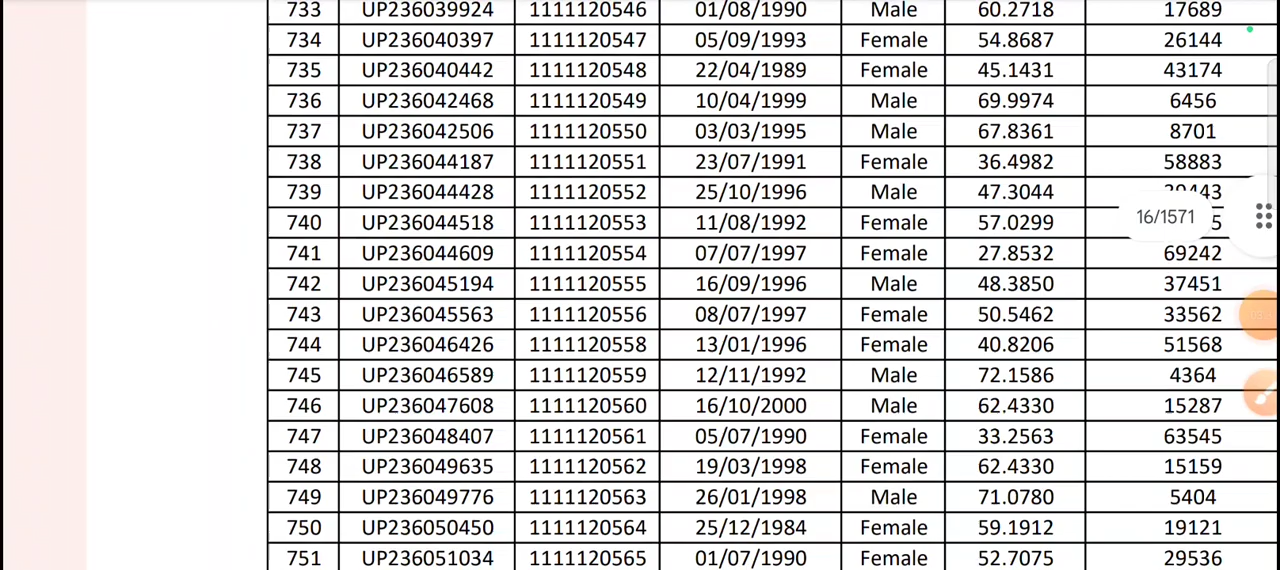 733 UP236039924 1111120546 01/08/1990 Male 60.2718 17689
734 UP236040397 1111120547 05/09/1993 Female 54.8687 26144
735 UP236040442 1111120548 22/04/1989 Female 45.1431 43174
736 UP236042468 1111120549 10/04/1999 Male 69.9974 6456
737 UP236042506 1111120550 03/03/1995 Male 67.8361 8701
738 UP236044187 1111120551 23/07/1991 Female 36.4982 58883
739 UP236044428 1111120552 25/10/1996 Male 47.3044
740 UP236044518 1111120553 11/08/1992 Female 57.0299
16/1571
741 UP236044609 1111120554 07/07/1997 Female 27.8532 69242
742 UP236045194 1111120555 16/09/1996 Male 48.3850 37451
743 UP236045563 1111120556 08/07/1997 Female 50.5462 33562
744 UP236046426 1111120558 13/01/1996 Female 40.8206 51568
745 UP236046589 1111120559 12/11/1992 Male 72.1586 4364
746 UP236047608 1111120560 16/10/2000 Male 62.4330 15287
747 UP236048407 1111120561 05/07/1990 Female 33.2563 63545
748 UP236049635 1111120562 19/03/1998 Female 62.4330 15159
749 UP236049776 1111120563 26/01/1998 Male 71.0780 5404
750 UP236050450 1111120564 25/12/1984 Female 59.1912 19121
751 UP236051034 1111120565 01/07/1990 Female 52.7075 29536